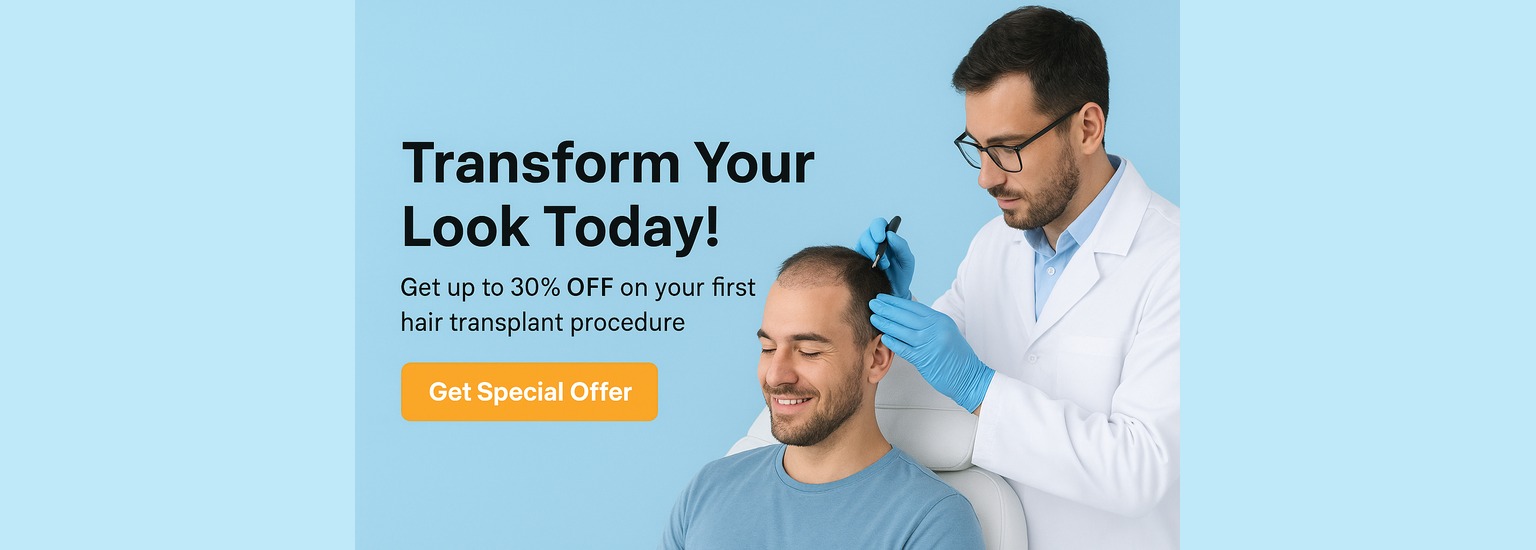 Transform Your
Look Today!
Get up to 30% OFF on your first
hair transplant procedure
Get Special Offer